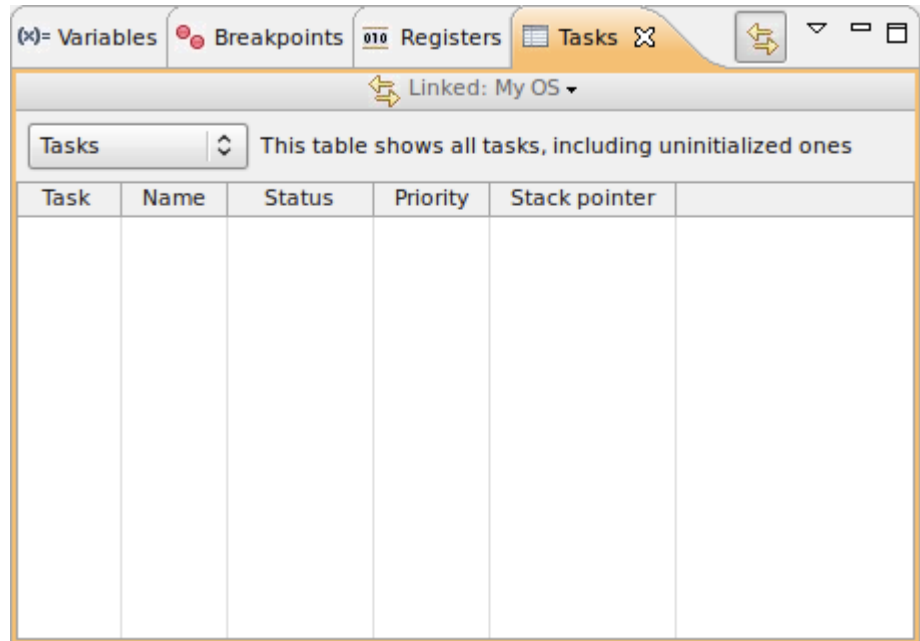 (x)= Variables Breakpoints 010 Registers Tasks
Linked: My OS
Tasks This table shows all tasks, including uninitialized ones
Task Name Status Priority Stack pointer